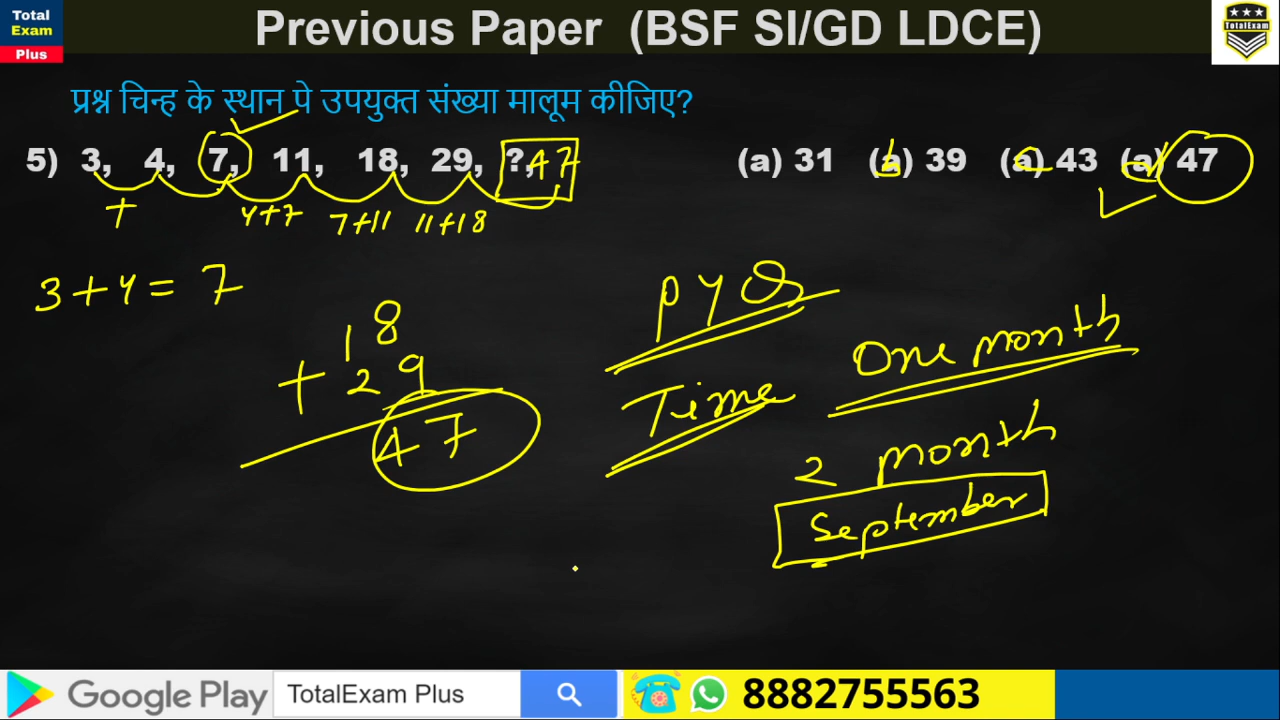 Total Exam Plus
Previous Paper (BSF SI/GD LDCE)
TotalExam
प्रश्न चिन्ह के स्थान पे उपयुक्त संख्या मालूम कीजिए?
5) 3, 4, 7, 11, 18, 29, ?, 47 (a) 31 (b) 39 (c) 43 (a) 47
+ 4+7 7+11 11+18
3+4=7
18
+ 29
47
PYQ
Time
One month
2 month
September
Google Play
TotalExam Plus
8882755563